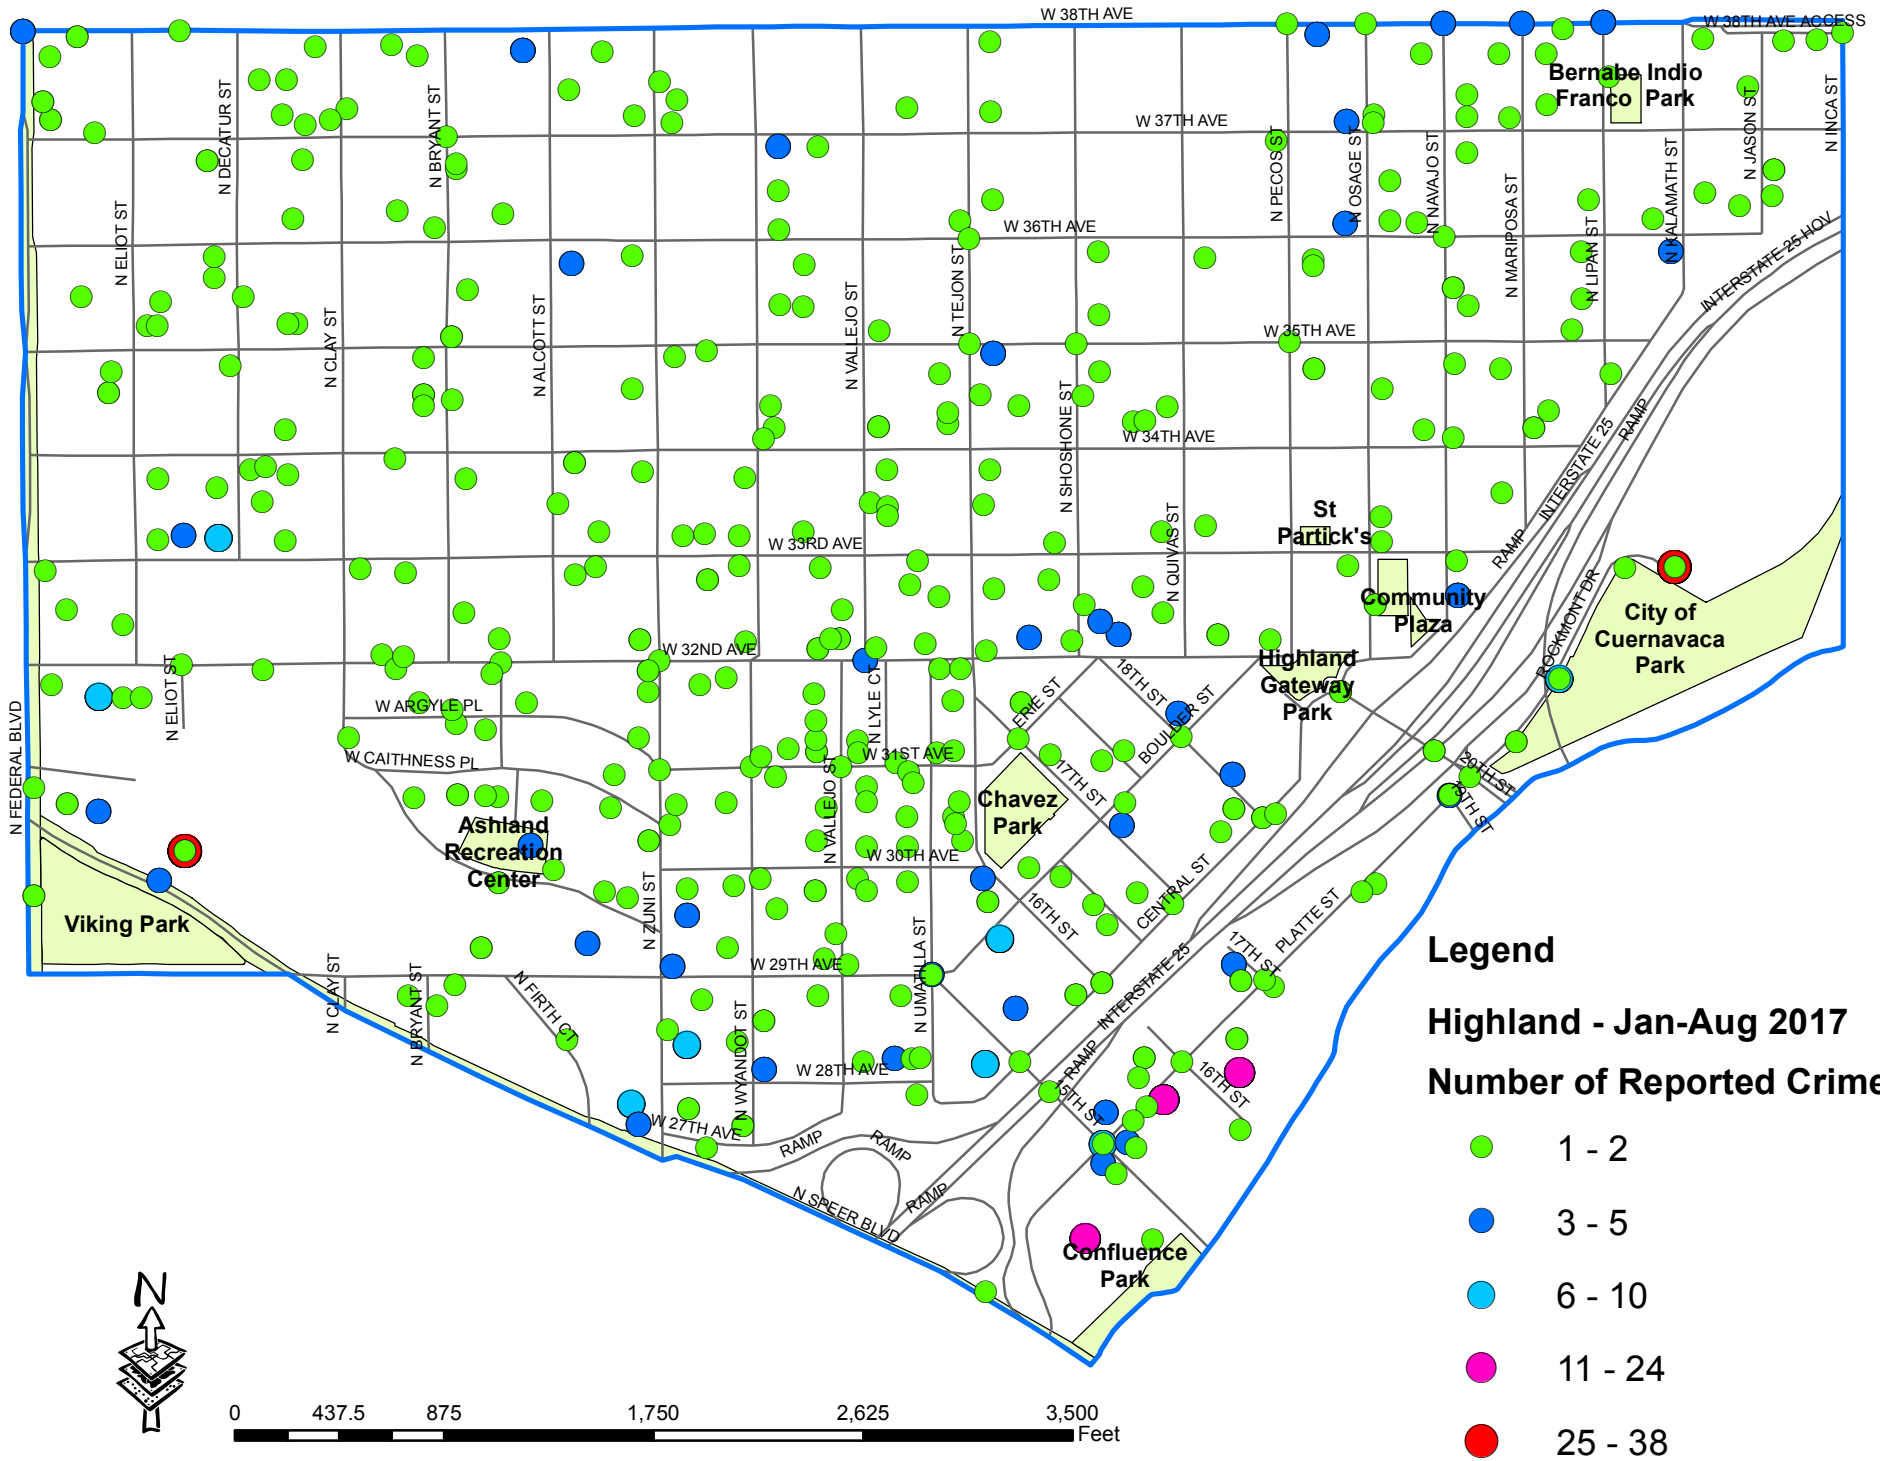 W 38TH AVE
W 38TH AVE ACCESS
Bernabe Indio
Franco Park
N DECATUR ST
N BRYANT ST
W 37TH AVE
N PECOS ST
N OSAGE ST
N NAVAJO ST
N KALAMATH ST
N JASON ST
N INCA ST
N ELIOT ST
W 36TH AVE
N MARIPOSA ST
N LIPAN ST
INTERSTATE 25 HOV
N TEJON ST
N CLAY ST
N ALCOTT ST
N VALLEJO ST
W 35TH AVE
N SHOSHONE ST
W 34TH AVE
RAMP
INTERSTATE 25
St
Partick's
N QUIVAS ST
W 33RD AVE
RAMP
Community
Plaza
ROCKMONT DR
City of
Cuernavaca
Park
W 32ND AVE
Highland
Gateway
Park
N ELIOT ST
N LYLE CT
ERIE ST
18TH ST
BOULDER ST
W ARGYLE PL
W CAITHNESS PL
W 31ST AVE
17TH ST
20TH ST
19TH ST
N FEDERAL BLVD
N VALLEJO ST
Chavez
Park
Ashland
Recreation
Center
W 30TH AVE
CENTRAL ST
Viking Park
N ZUNI ST
16TH ST
PLATTE ST
17TH ST
N UMATILLA ST
W 29TH AVE
INTERSTATE 25
N CLAY ST
N BRYANT ST
N FIRTH CT
N WYANDOT ST
W 28TH AVE
RAMP
15TH ST
16TH ST
W 27TH AVE
RAMP
RAMP
RAMP
N SPEER BLVD
Confluence
Park
Legend
Highland - Jan-Aug 2017
Number of Reported Crime
1 - 2
3 - 5
6 - 10
11 - 24
25 - 38
N
0 437.5 875 1,750 2,625 3,500
Feet